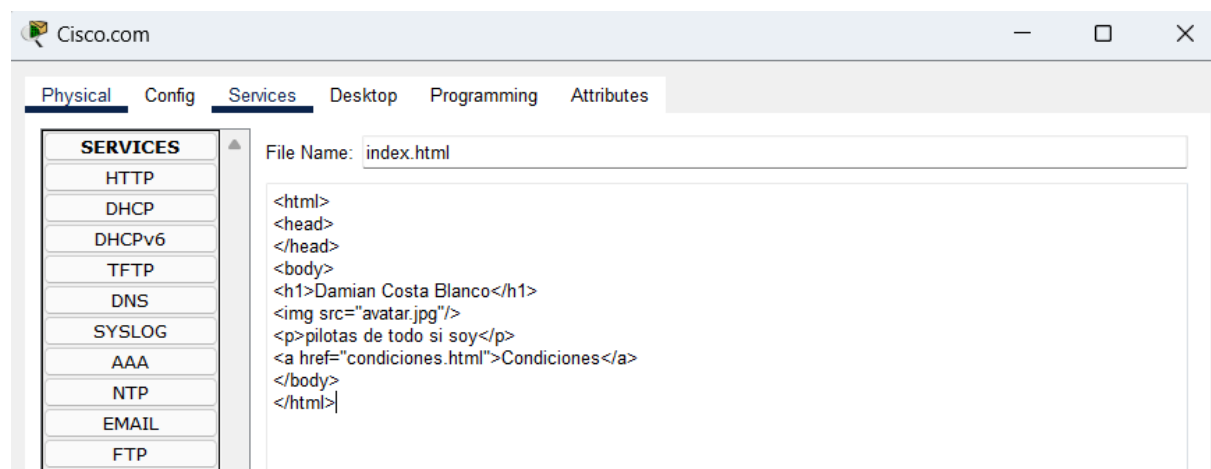 Cisco.com
Physical Config Services Desktop Programming Attributes
SERVICES
HTTP
DHCP
DHCPv6
TFTP
DNS
SYSLOG
AAA
NTP
EMAIL
FTP
File Name: index.html
<html>
<head>
</head>
<body>
<h1>Damian Costa Blanco</h1>
<img src="avatar.jpg"/>
<p>pilotas de todo si soy</p>
<a href="condiciones.html">Condiciones</a>
</body>
</html>